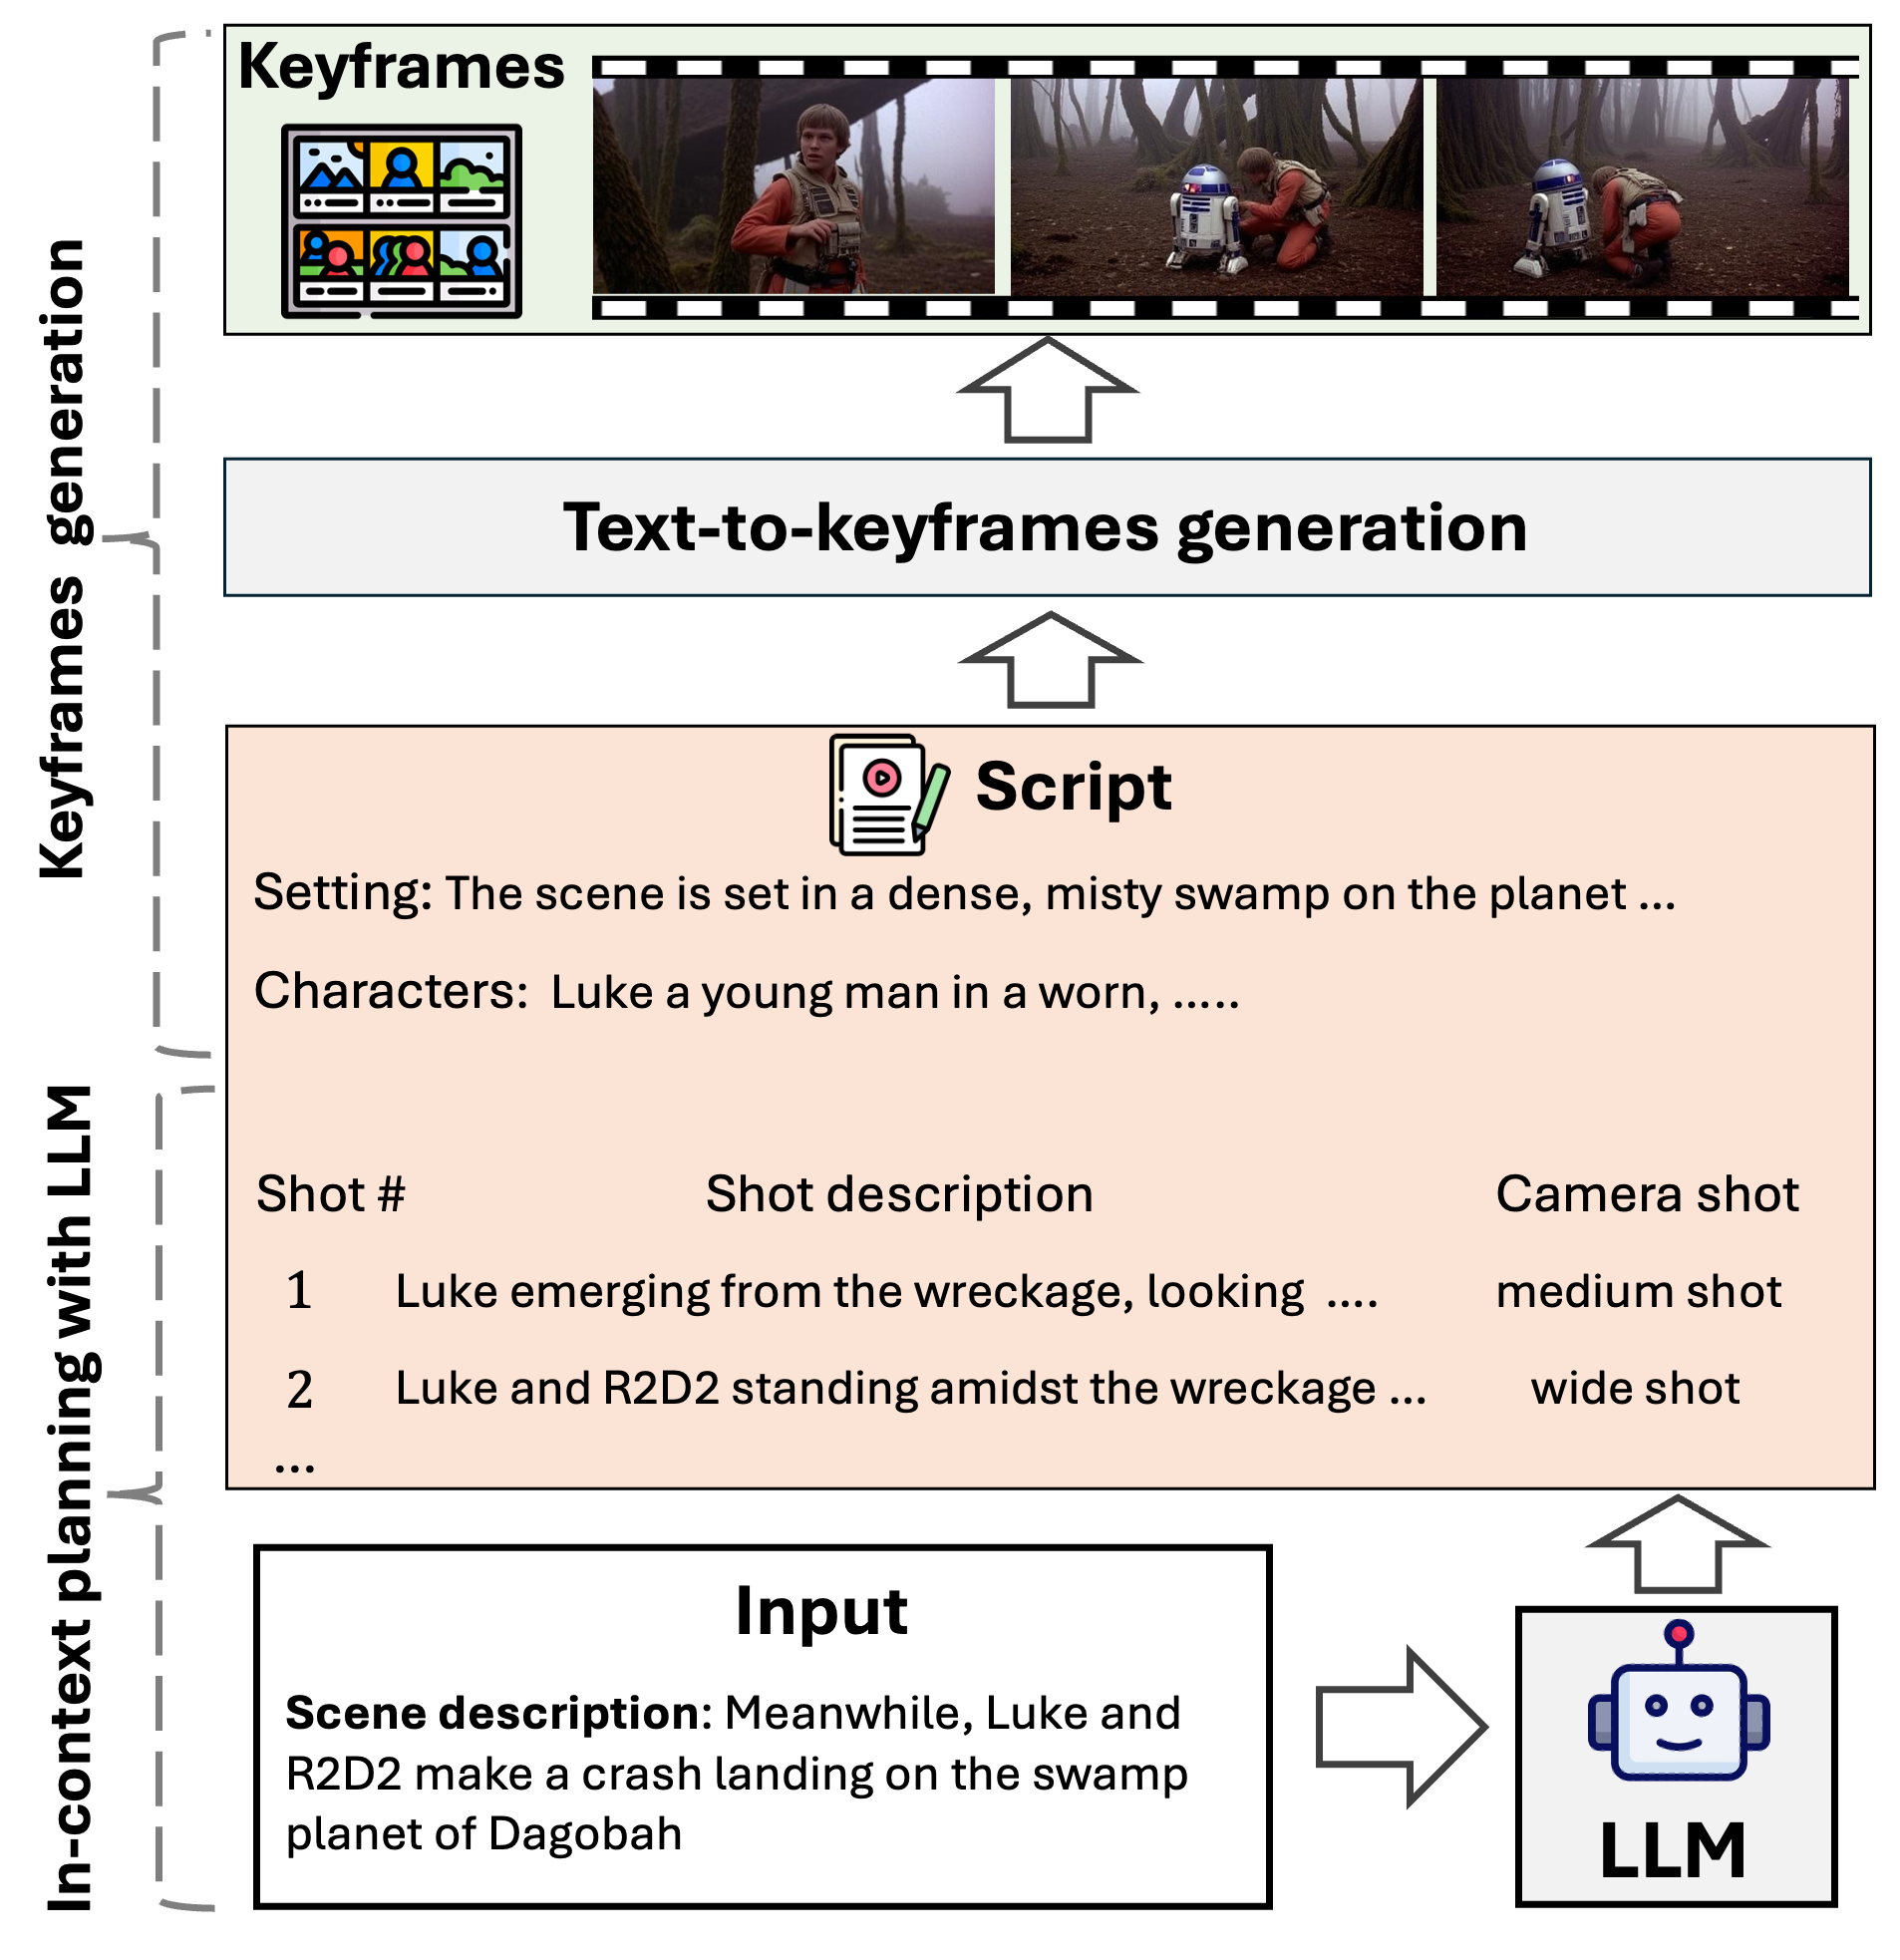 Keyframes
Keyframes generation
Text-to-keyframes generation
Script
Setting: The scene is set in a dense, misty swamp on the planet ...
Characters: Luke a young man in a worn, .....
Shot # Shot description Camera shot
1 Luke emerging from the wreckage, looking .... medium shot
2 Luke and R2D2 standing amidst the wreckage ... wide shot
...
In-context planning with LLM
Input
Scene description: Meanwhile, Luke and
R2D2 make a crash landing on the swamp
planet of Dagobah
LLM